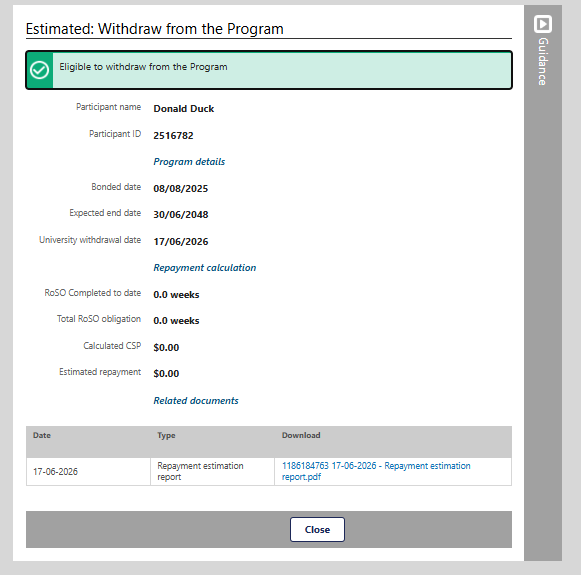 Estimated: Withdraw from the Program
Eligible to withdraw from the Program
Participant name Donald Duck
Participant ID 2516782
Program details
Bonded date 08/08/2025
Expected end date 30/06/2048
University withdrawal date 17/06/2026
Repayment calculation
RoSO Completed to date 0.0 weeks
Total RoSO obligation 0.0 weeks
Calculated CSP $0.00
Estimated repayment $0.00
Related documents
Date Type Download
17-06-2026 Repayment estimation report 1186184763 17-06-2026 - Repayment estimation report.pdf
Close
Guidance